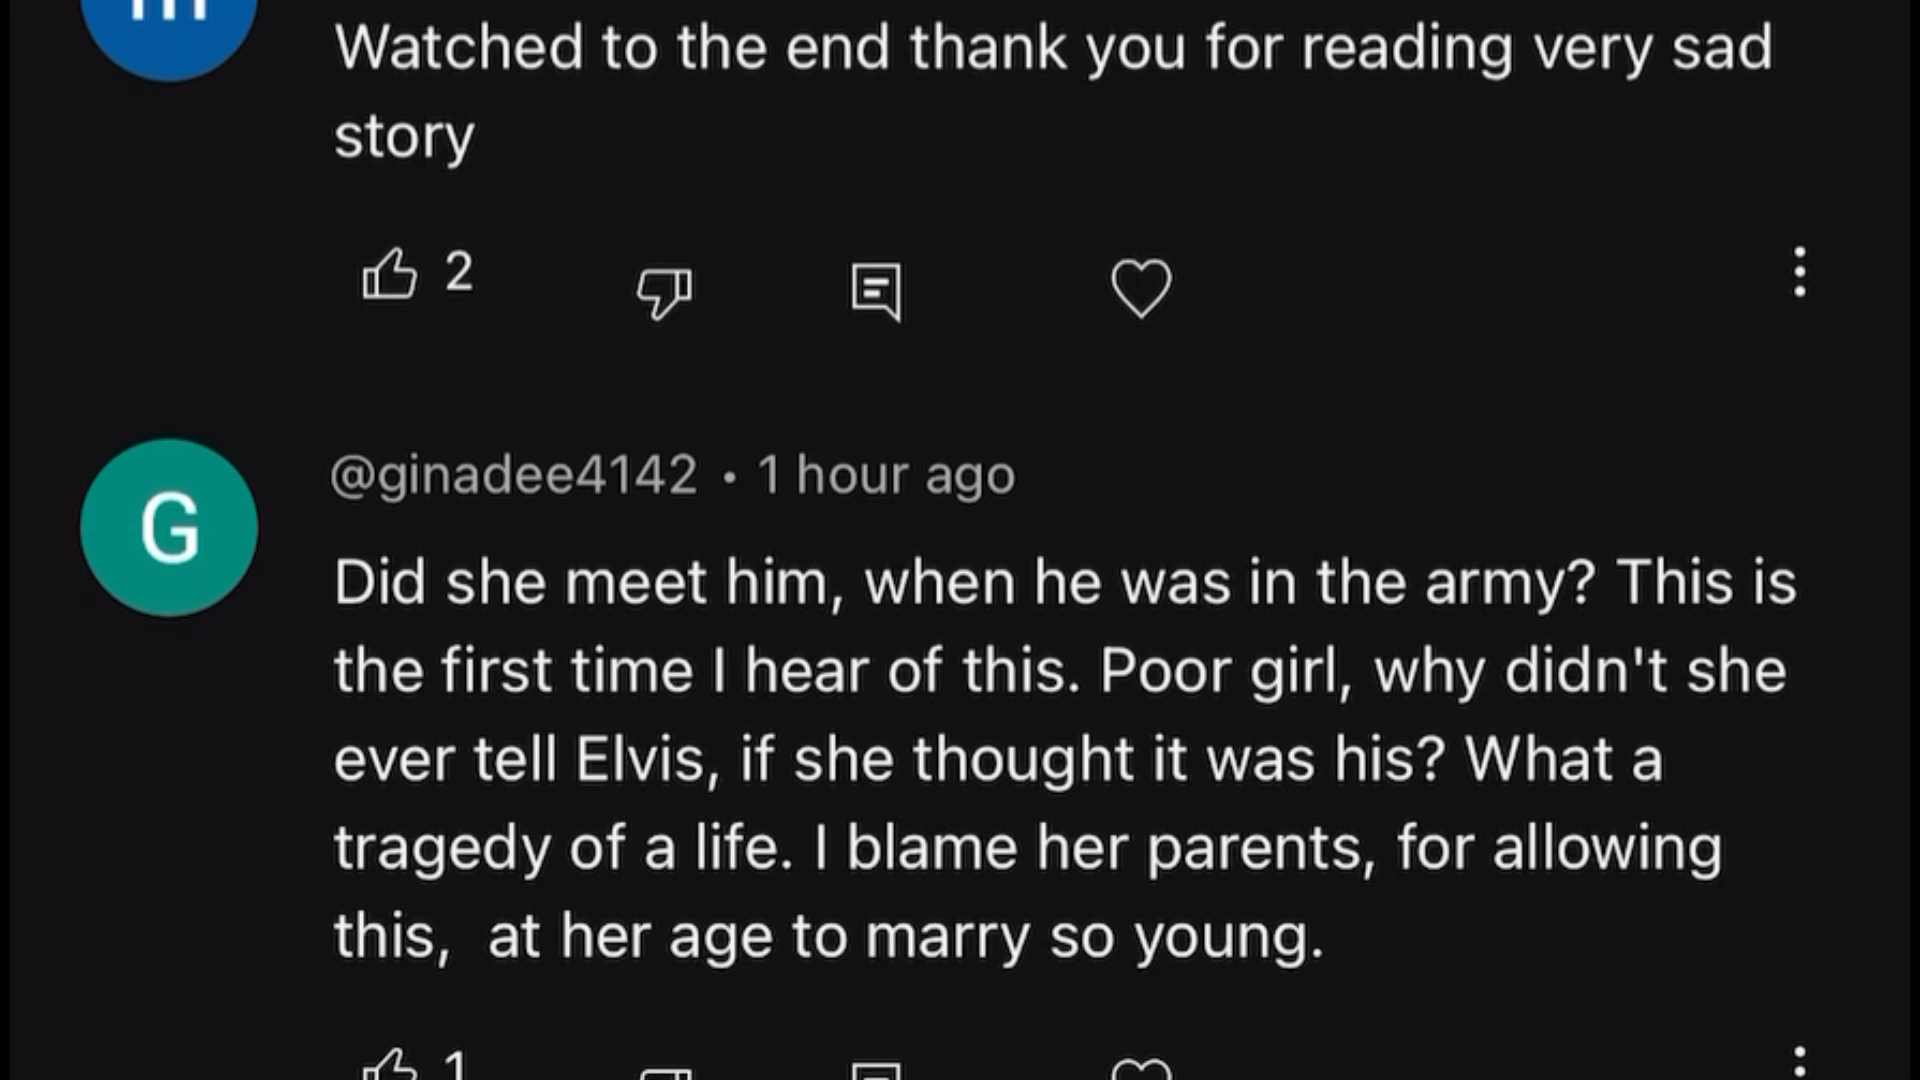 m
Watched to the end thank you for reading very sad
story
2
@ginadee4142 • 1 hour ago
G
Did she meet him, when he was in the army? This is
the first time I hear of this. Poor girl, why didn't she
ever tell Elvis, if she thought it was his? What a
tragedy of a life. I blame her parents, for allowing
this,  at her age to marry so young.
1